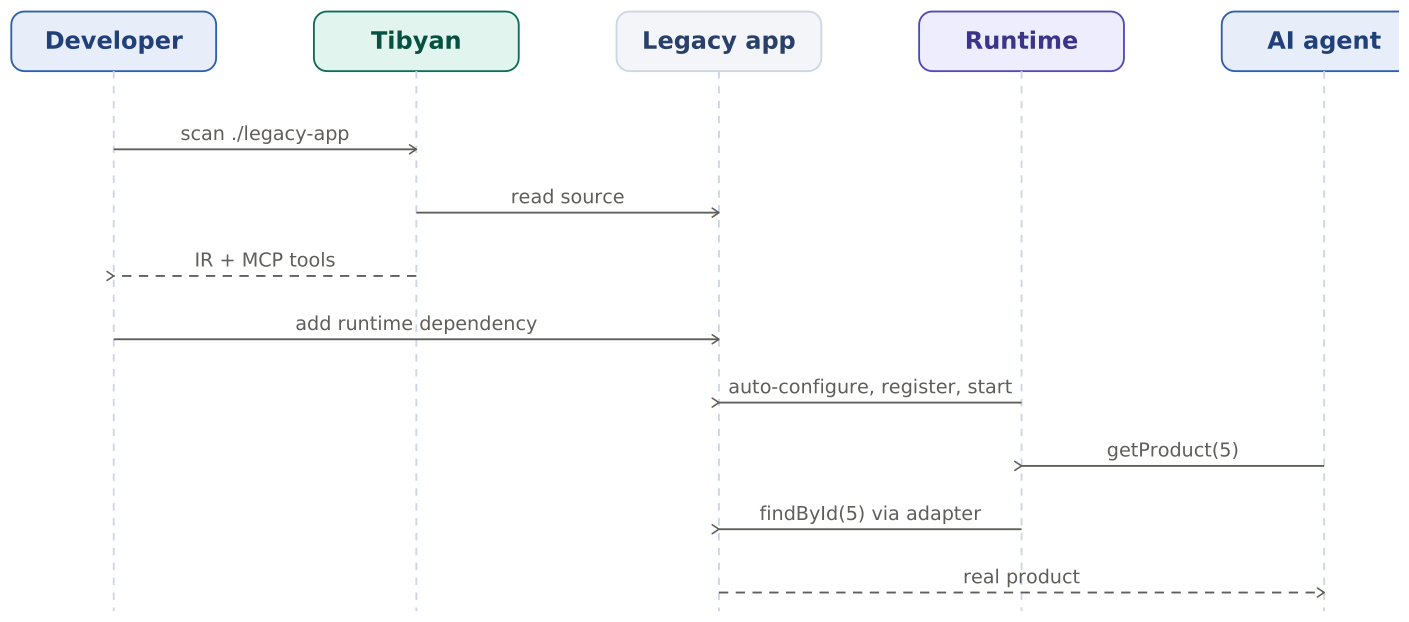 Developer
Tibyan
Legacy app
Runtime
AI agent
scan ./legacy-app
read source
IR + MCP tools
add runtime dependency
auto-configure, register, start
getProduct(5)
findById(5) via adapter
real product